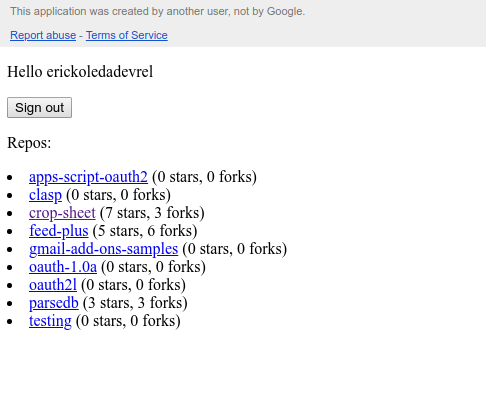 This application was created by another user, not by Google.
Report abuse - Terms of Service
Hello erickoledadevrel
Sign out
Repos:
apps-script-oauth2 (0 stars, 0 forks)
clasp (0 stars, 0 forks)
crop-sheet (7 stars, 3 forks)
feed-plus (5 stars, 6 forks)
gmail-add-ons-samples (0 stars, 0 forks)
oauth-1.0a (0 stars, 0 forks)
oauth2l (0 stars, 0 forks)
parsedb (3 stars, 3 forks)
testing (0 stars, 0 forks)